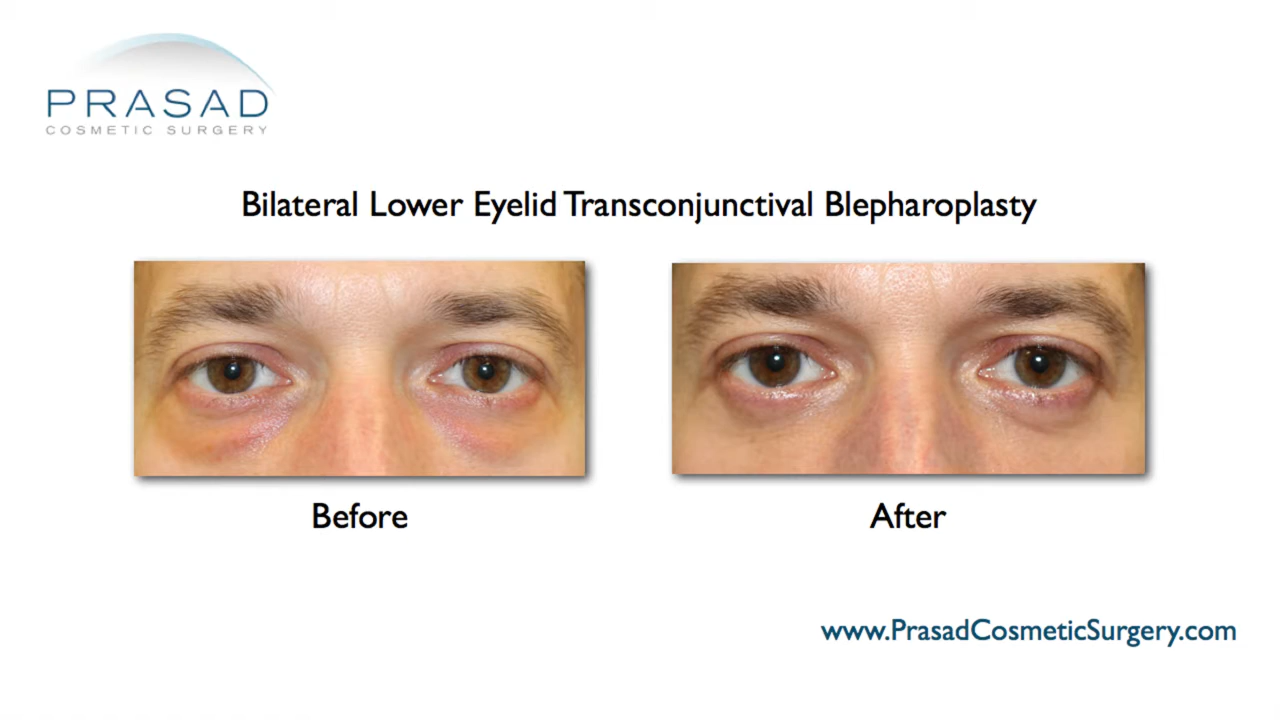 PRASAD
COSMETIC SURGERY
Bilateral Lower Eyelid Transconjunctival Blepharoplasty
Before
After
www.PrasadCosmeticSurgery.com